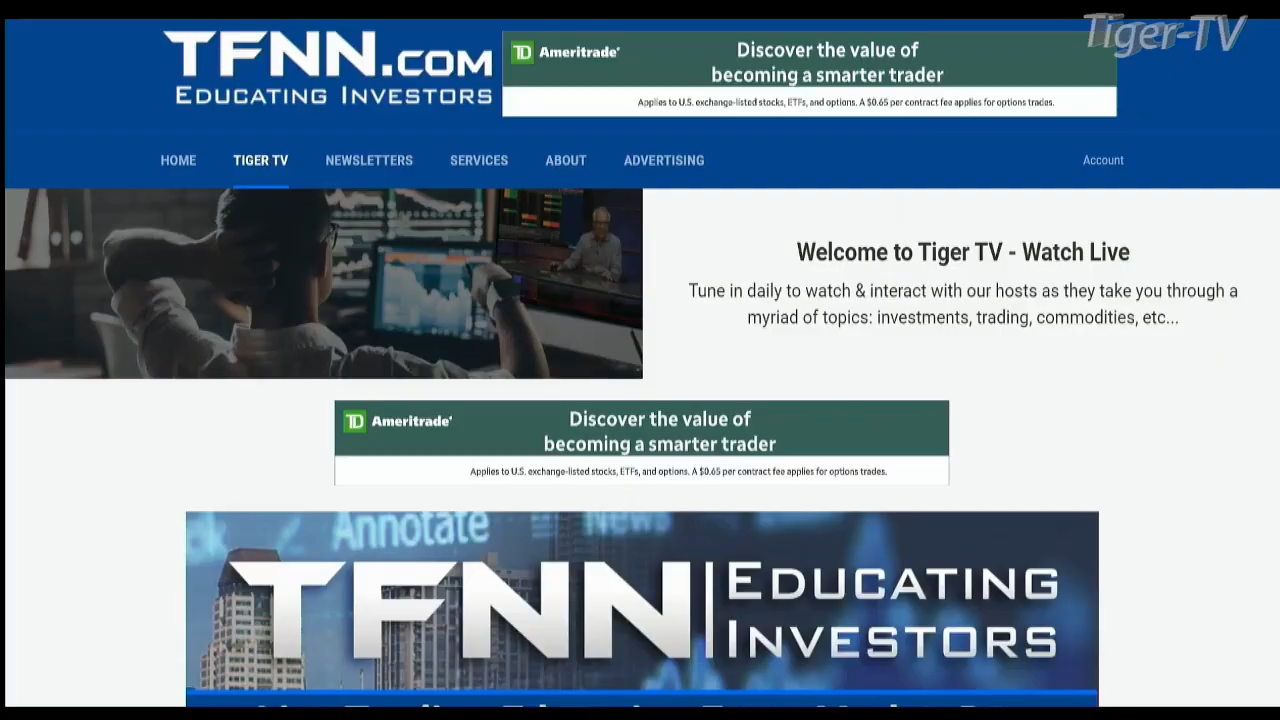 TFNN.COM
EDUCATING INVESTORS
TD Ameritrade
Discover the value of
becoming a smarter trader
Applies to U.S. exchange-listed stocks, ETFs, and options. A $0.65 per contract fee applies for options trades.
Tiger-TV
HOME TIGER TV NEWSLETTERS SERVICES ABOUT ADVERTISING Account
Welcome to Tiger TV - Watch Live
Tune in daily to watch & interact with our hosts as they take you through a
myriad of topics: investments, trading, commodities, etc...
TD Ameritrade
Discover the value of
becoming a smarter trader
Applies to U.S. exchange-listed stocks, ETFs, and options. A $0.65 per contract fee applies for options trades.
Annotate News
TFNN EDUCATING
INVESTORS